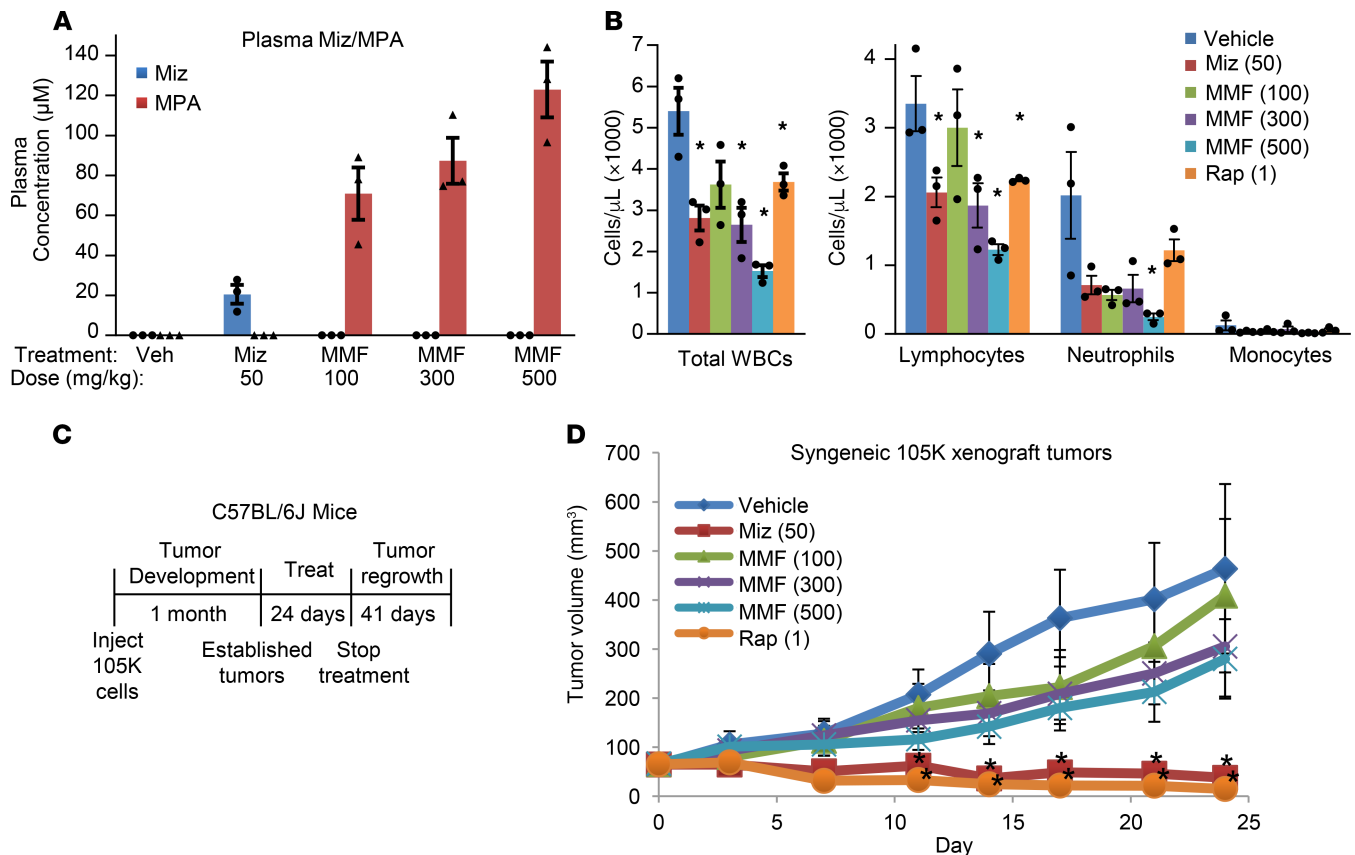 A
Plasma Miz/MPA
Plasma
Concentration (µM)
140
120
100
80
60
40
20
0
Miz
MPA
Treatment: Veh Miz MMF MMF MMF
Dose (mg/kg): 50 100 300 500
B
Cells/µL (×1000)
7
6
5
4
3
2
1
0
* * * *
Total WBCs
Cells/µL (×1000)
4
3
2
1
0
* * * * *
Lymphocytes Neutrophils Monocytes
Vehicle
Miz (50)
MMF (100)
MMF (300)
MMF (500)
Rap (1)
C
C57BL/6J Mice
Tumor
Development
Treat
Tumor
regrowth
1 month 24 days 41 days
Inject
105K
cells
Established
tumors
Stop
treatment
D
Syngeneic 105K xenograft tumors
Tumor volume (mm³)
700
600
500
400
300
200
100
0
Vehicle
Miz (50)
MMF (100)
MMF (300)
MMF (500)
Rap (1)
* * * * *
* * * * *
0 5 10 15 20 25
Day